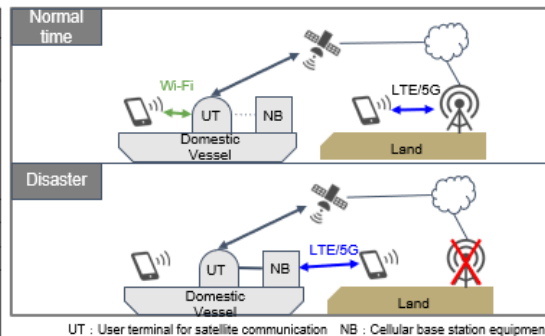 Normal
time
Wi-Fi
LTE/5G
UT
NB
Domestic
Vessel
Land
Disaster
LTE/5G
UT
NB
Domestic
Vessel
Land
UT : User terminal for satellite communication NB : Cellular base station equipmen